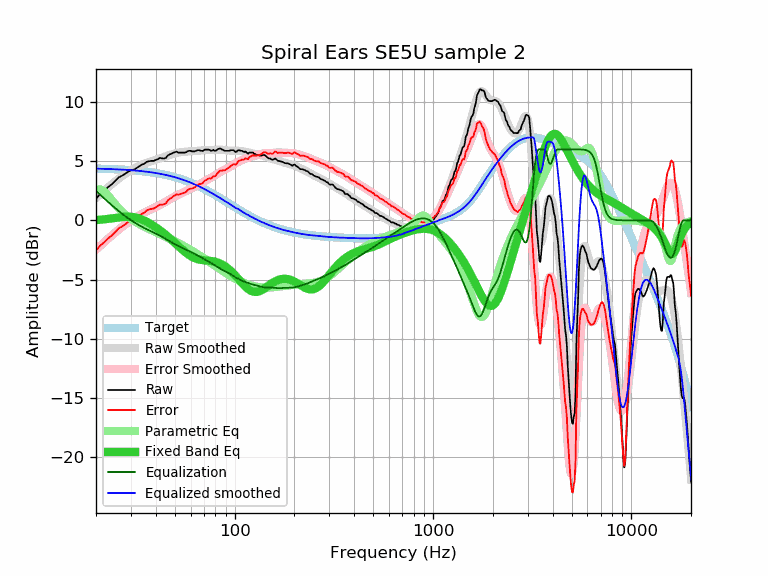 Spiral Ears SE5U sample 2
Amplitude (dBr)
10
5
0
−5
−10
−15
−20
Target
Raw Smoothed
Error Smoothed
Raw
Error
Parametric Eq
Fixed Band Eq
Equalization
Equalized smoothed
100 1000 10000
Frequency (Hz)